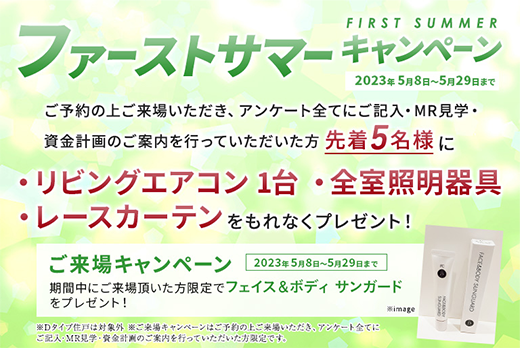 FIRST SUMMER
ファーストサマーキャンペーン
2023年5月8日～5月29日まで
ご予約の上ご来場いただき、アンケート全てにご記入・MR見学・
資金計画のご案内を行っていただいた方 先着5名様に
・リビングエアコン 1台 ・全室照明器具
・レースカーテンをもれなくプレゼント！
ご来場キャンペーン 2023年5月8日～5月29日まで
期間中にご来場頂いた方限定でフェイス＆ボディ サンガード
をプレゼント！
※image
FACE&BODY SUNGUARD
※Dタイプ住戸は対象外 ※ご来場キャンペーンはご予約の上ご来場いただき、アンケート全てに
ご記入・MR見学・資金計画のご案内を行っていただいた方限定です。